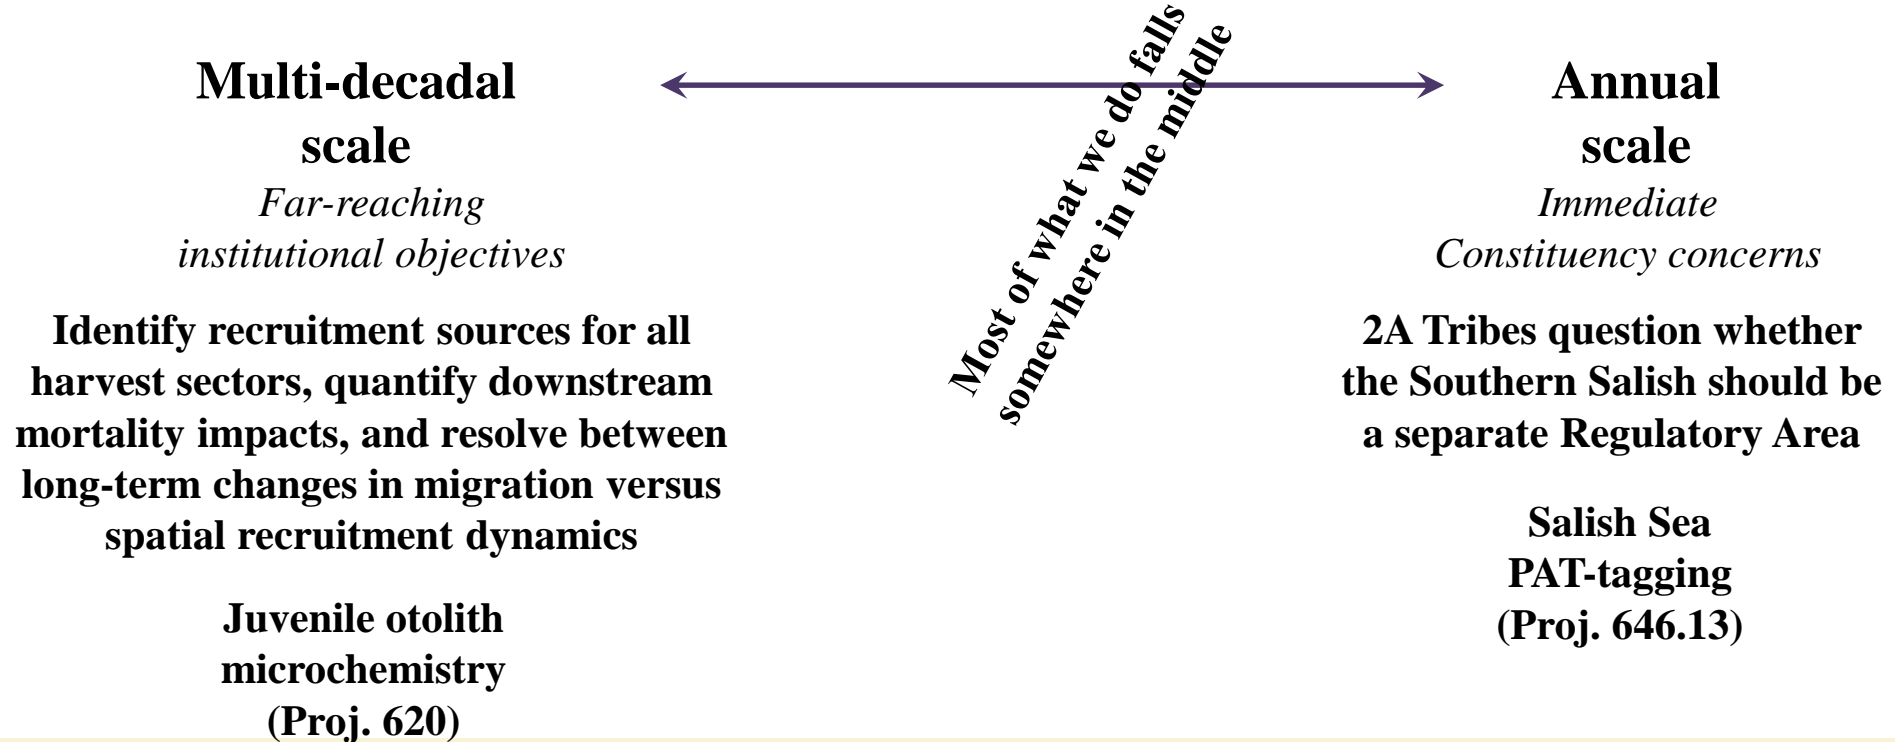 Multi-decadal
scale
Far-reaching
institutional objectives
Identify recruitment sources for all
harvest sectors, quantify downstream
mortality impacts, and resolve between
long-term changes in migration versus
spatial recruitment dynamics
Juvenile otolith
microchemistry
(Proj. 620)
Most of what we do falls
somewhere in the middle
Annual
scale
Immediate
Constituency concerns
2A Tribes question whether
the Southern Salish should be
a separate Regulatory Area
Salish Sea
PAT-tagging
(Proj. 646.13)